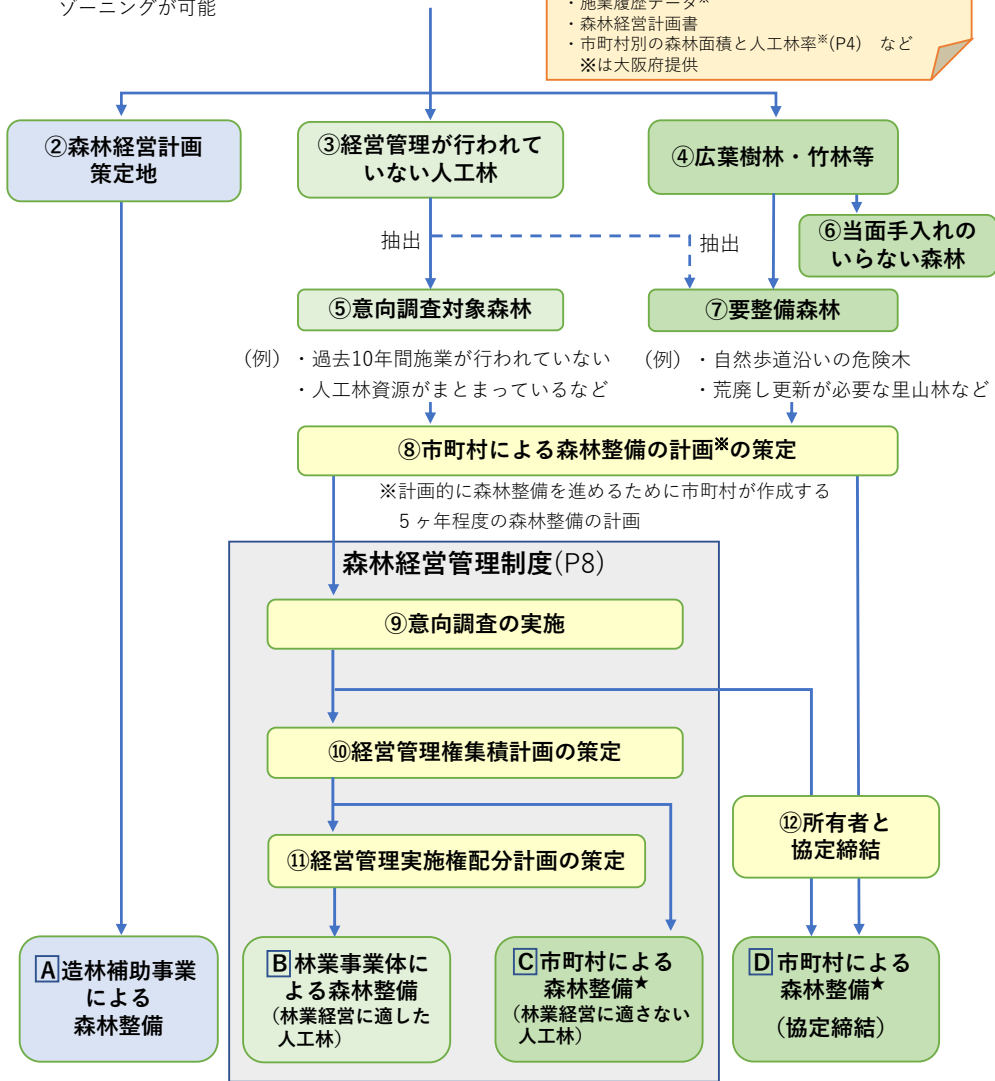 ゾーニングが可能
・施業履歴データ※
・森林経営計画書
・市町村別の森林面積と人工林率※(P4) など
※は大阪府提供
②森林経営計画
策定地
③経営管理が行われて
いない人工林
④広葉樹林・竹林等
抽出
抽出
⑥当面手入れの
いらない森林
⑤意向調査対象森林
⑦要整備森林
(例) ・過去10年間施業が行われていない
・人工林資源がまとまっているなど
(例) ・自然歩道沿いの危険木
・荒廃し更新が必要な里山林など
⑧市町村による森林整備の計画※の策定
※計画的に森林整備を進めるために市町村が作成する
5ヶ年程度の森林整備の計画
森林経営管理制度(P8)
⑨意向調査の実施
⑩経営管理権集積計画の策定
⑪経営管理実施権配分計画の策定
⑫所有者と
協定締結
A造林補助事業
による
森林整備
B林業事業体に
よる森林整備
(林業経営に適した
人工林)
C市町村による
森林整備★
(林業経営に適さない
人工林)
D市町村による
森林整備★
(協定締結)